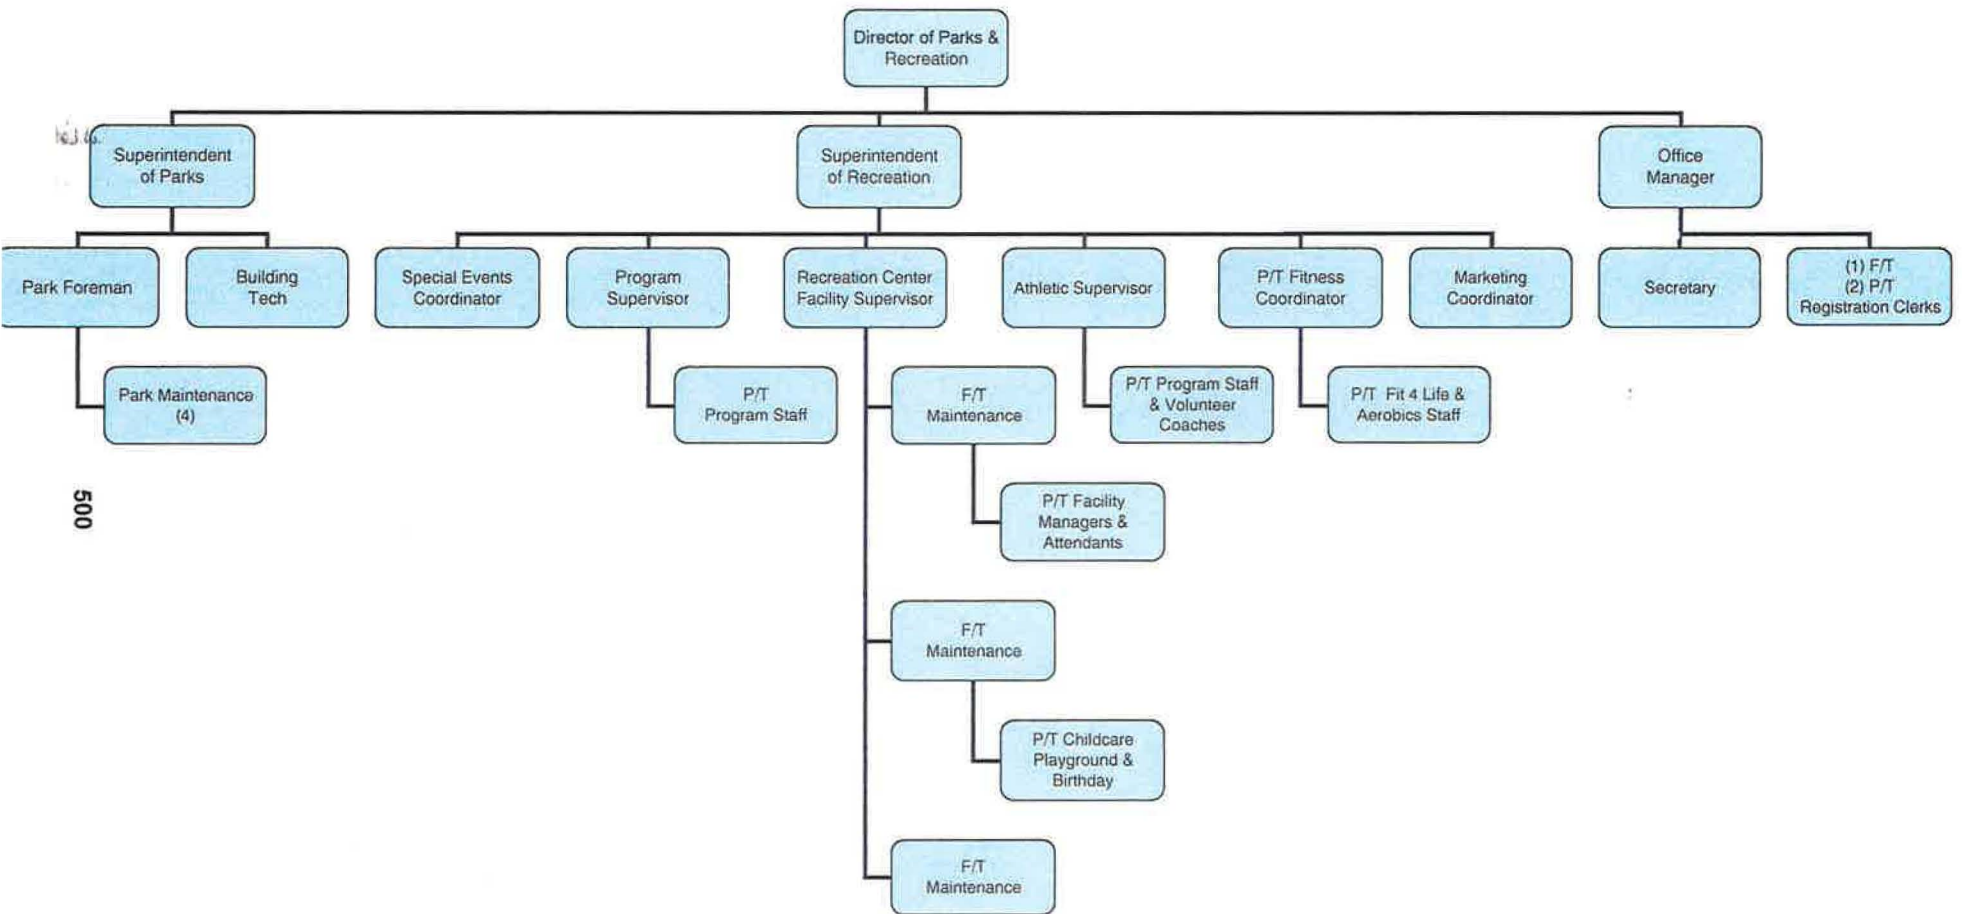 Director of Parks &
Recreation
Superintendent
of Parks
Superintendent
of Recreation
Office
Manager
Park Foreman
Building
Tech
Special Events
Coordinator
Program
Supervisor
Recreation Center
Facility Supervisor
Athletic Supervisor
P/T Fitness
Coordinator
Marketing
Coordinator
Secretary
(1) F/T
(2) P/T
Registration Clerks
Park Maintenance
(4)
P/T
Program Staff
F/T
Maintenance
P/T Program Staff
& Volunteer
Coaches
P/T Fit 4 Life &
Aerobics Staff
500
P/T Facility
Managers &
Attendants
F/T
Maintenance
P/T Childcare
Playground &
Birthday
F/T
Maintenance